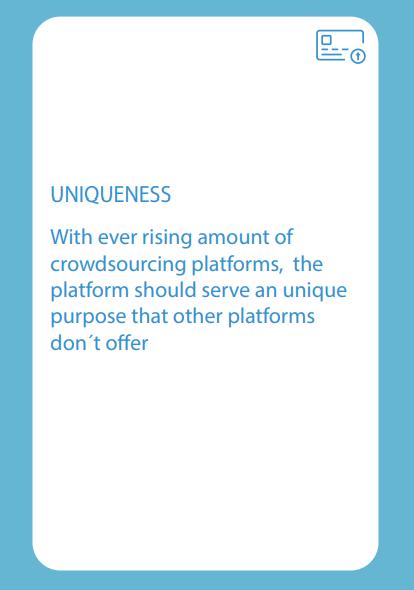 UNIQUENESS
With ever rising amount of
crowdsourcing platforms,  the
platform should serve an unique
purpose that other platforms
don´t offer